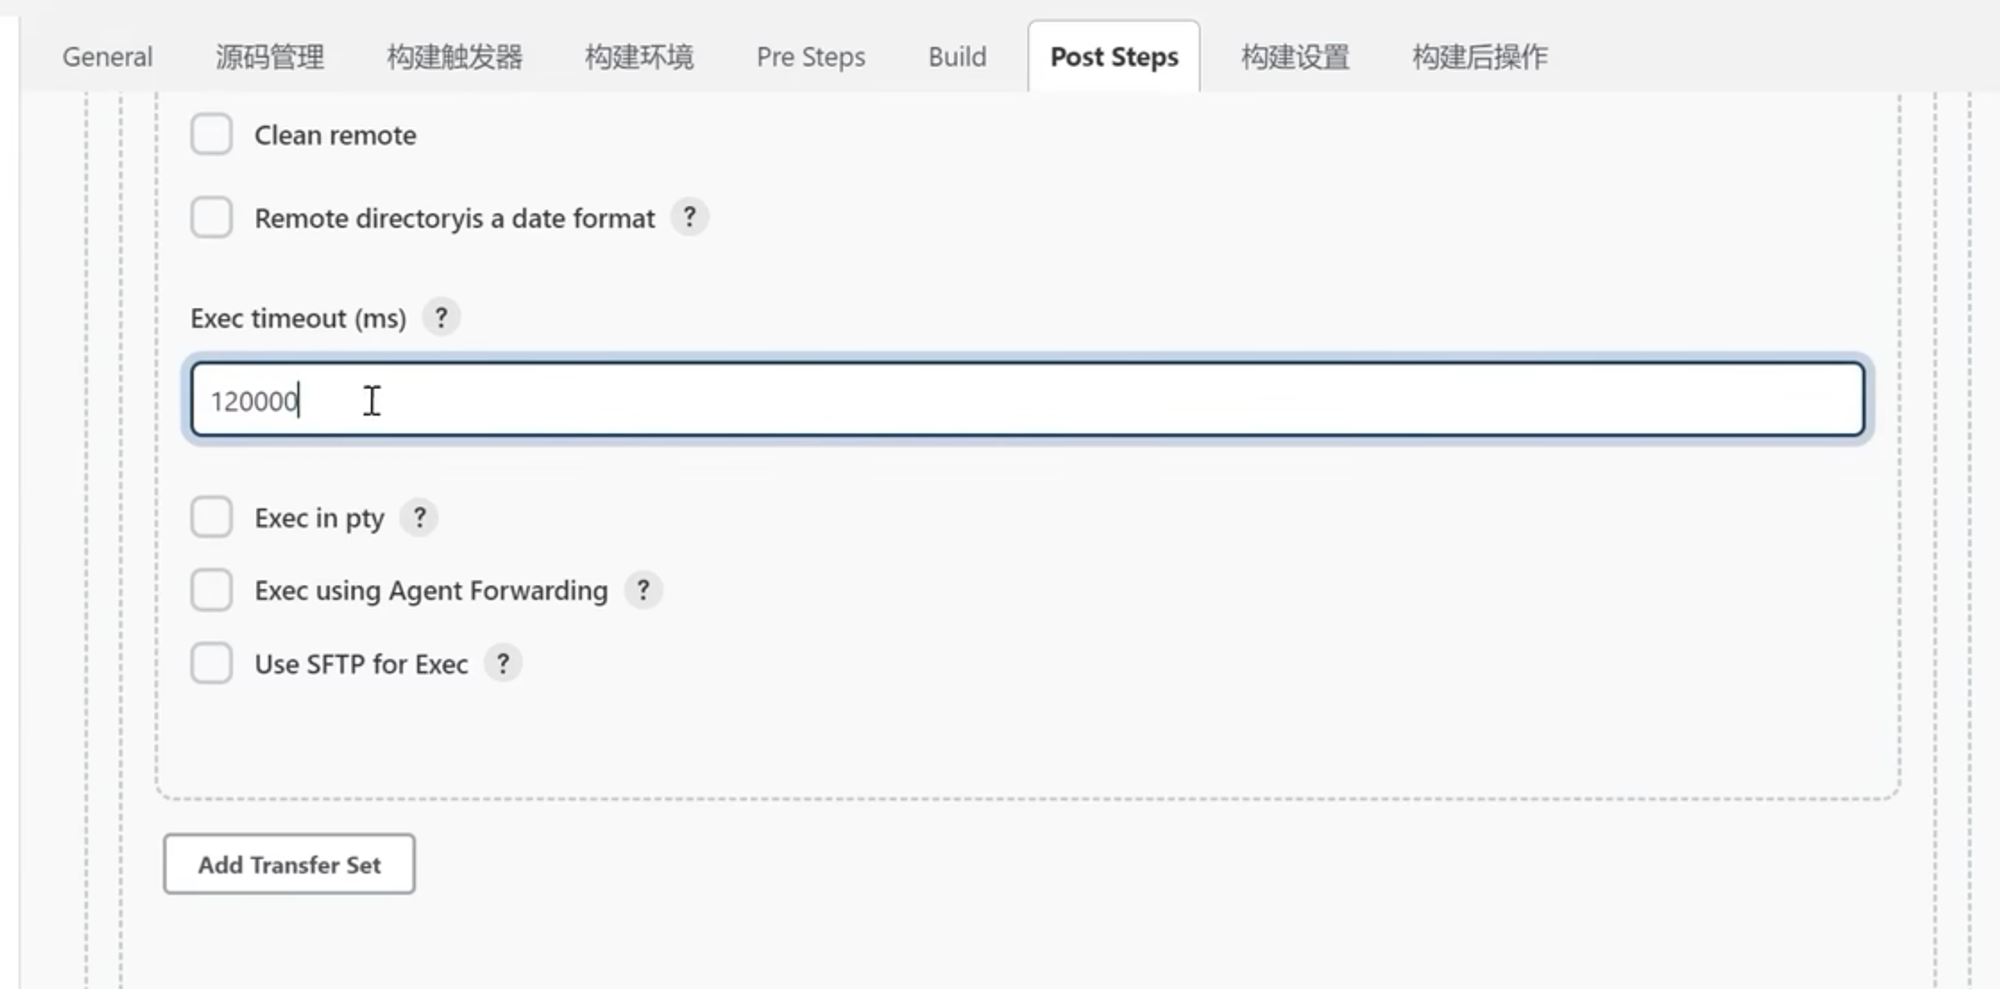 General 源码管理 构建触发器 构建环境 Pre Steps Build Post Steps 构建设置 构建后操作
Clean remote
Remote directoryis a date format ?
Exec timeout (ms) ?
120000
Exec in pty ?
Exec using Agent Forwarding ?
Use SFTP for Exec ?
Add Transfer Set